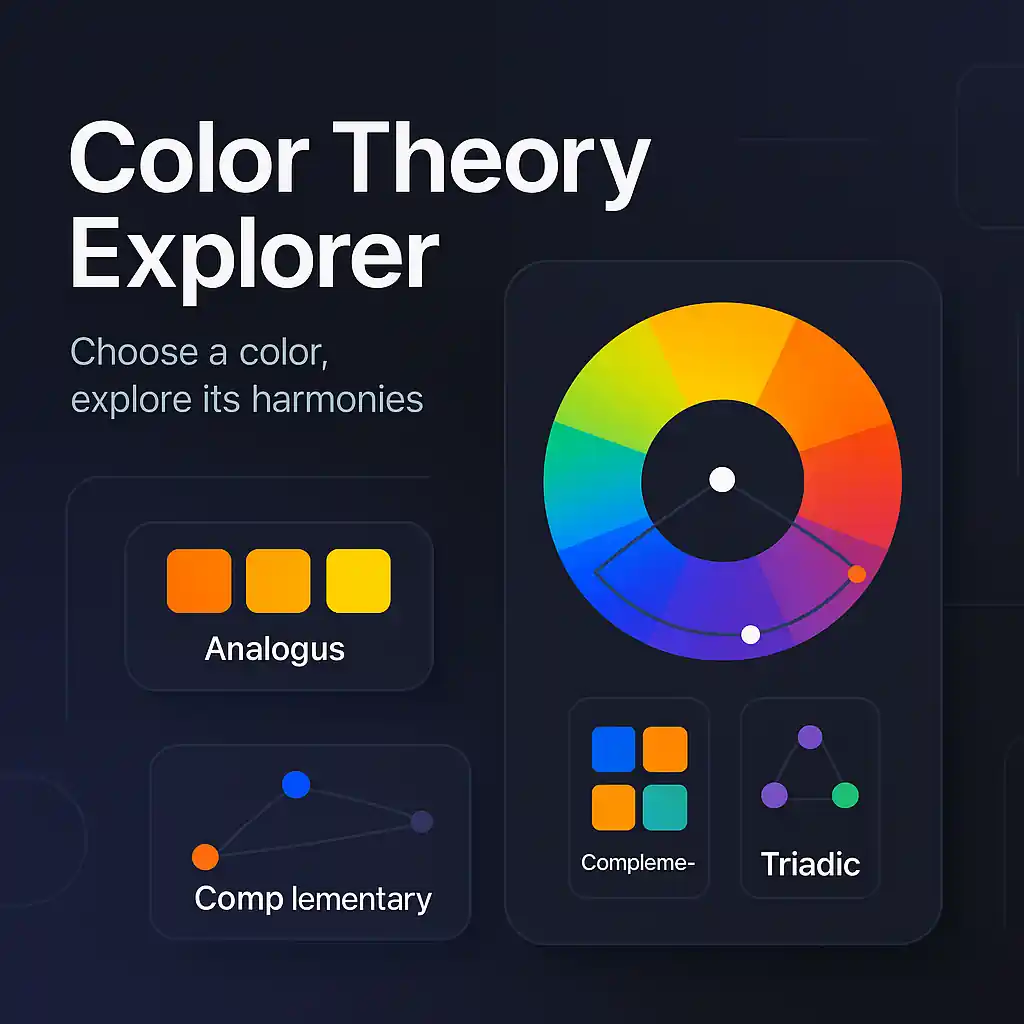 Color Theory
Explorer
Choose a color,
explore its harmonies
Analogus
Comp lementary
Compleme-
Triadic